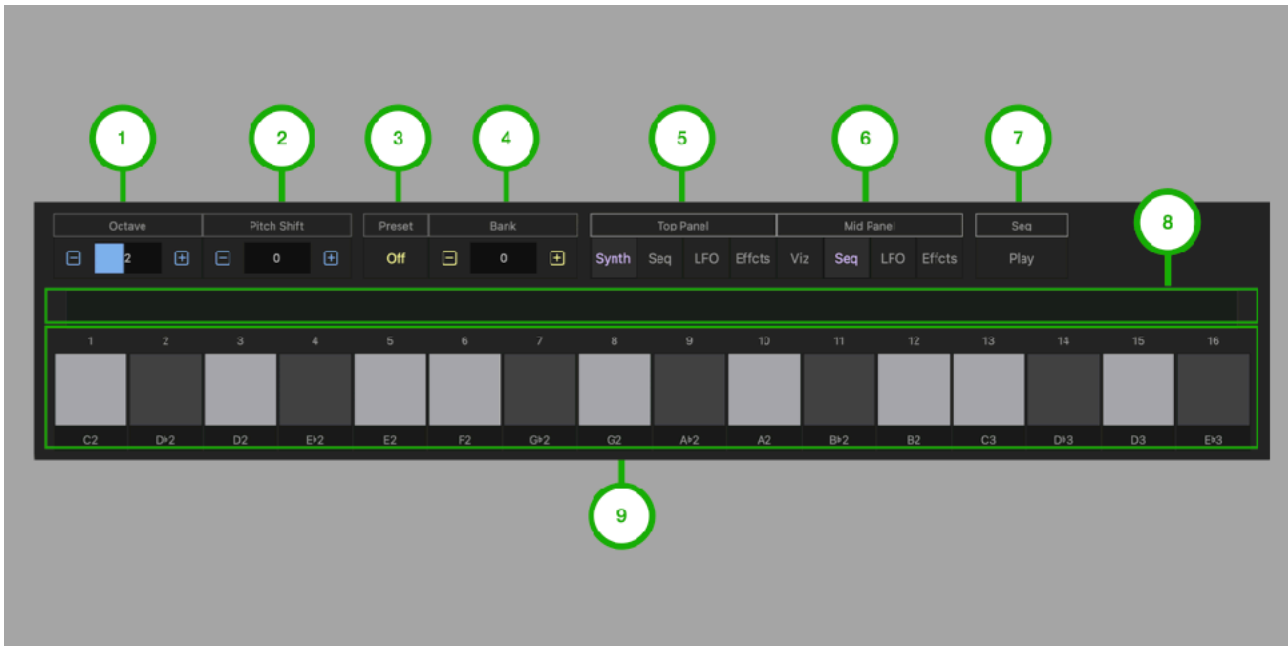 1 2 3 4 5 6 7
8
Octave Pitch Shift Preset Bank Top Panel Mid Panel Seq
2 0 Off 0 Synth Seq LFO Effcts Viz Seq LFO Effcts Play
1 2 3 4 5 6 7 8 9 10 11 12 13 14 15 16
C2 D♭2 D2 E♭2 E2 F2 G♭2 G2 A♭2 A2 B♭2 B2 C3 D♭3 D3 E♭3
9